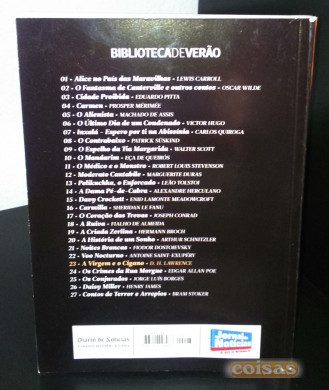 BIBLIOTECADEVERÃO
01 - Alice no País das Maravilhas - LEWIS CARROLL
02 - O Fantasma de Canterville e outros contos - OSCAR WILDE
03 - Cidade Proibida - EDUARDO PITTA
04 - Carmen - PROSPER MÉRIMÉE
05 - O Alienista - MACHADO DE ASSIS
06 - O Último Dia de um Condenado - VICTOR HUGO
07 - Inxalá - Espero por ti na Abissínia - CARLOS QUIROGA
08 - O Contrabaixo - PATRICK SÜSKIND
09 - O Espelho da Tia Margarida - WALTER SCOTT
10 - O Mandarim - EÇA DE QUEIRÓS
11 - O Médico e o Monstro - ROBERT LOUIS STEVENSON
12 - Moderato Cantabile - MARGUERITE DURAS
13 - Polikuchka, o Enforcado - LEÃO TOLSTOI
14 - A Dama Pé-de-Cabra - ALEXANDRE HERCULANO
15 - Davy Crockett - ENID LAMONTE MEADOWCROFT
16 - Carmilla - SHERIDAN LE FANU
17 - O Coração das Trevas - JOSEPH CONRAD
18 - A Ruiva - FIALHO DE ALMEIDA
19 - A Criada Zerlina - HERMANN BROCH
20 - A História de um Sonho - ARTHUR SCHNITZLER
21 - Noites Brancas - FIODOR DOSTOIEVSKY
22 - Voo Nocturno - ANTOINE SAINT-EXUPÉRY
23 - A Virgem e o Cigano - D. H. LAWRENCE
24 - Os Crimes da Rua Morgue - EDGAR ALLAN POE
25 - Os Conjurados - JORGE LUIS BORGES
26 - Daisy Miller - HENRY JAMES
27 - Contos de Terror e Arrepios - BRAM STOKER
Diário de Notícias
Jornal de
Notícias
coisas